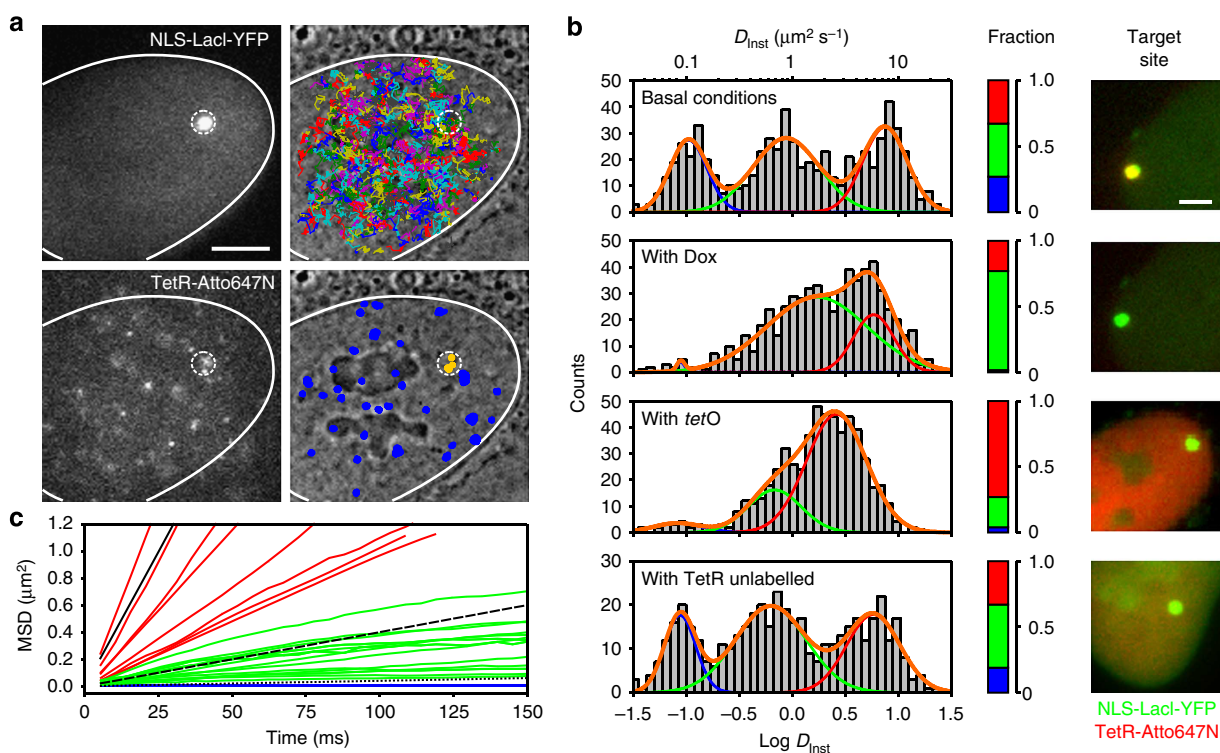 a
NLS-LacI-YFP
TetR-Atto647N
b
D_Inst (μm² s⁻¹)
Fraction
Target
site
0.1 1 10
50
40
30
20
10
0
Basal conditions
1.0
0.5
0
50
40
30
20
10
0
With Dox
1.0
0.5
0
Counts
50
40
30
20
10
0
With tetO
1.0
0.5
0
30
20
10
0
With TetR unlabelled
1.0
0.5
0
−1.5 −1.0 −0.5 0.0 0.5 1.0 1.5
Log D_Inst
NLS-LacI-YFP
TetR-Atto647N
c
1.2
1.0
0.8
0.6
0.4
0.2
0.0
MSD (μm²)
0 25 50 75 100 125 150
Time (ms)